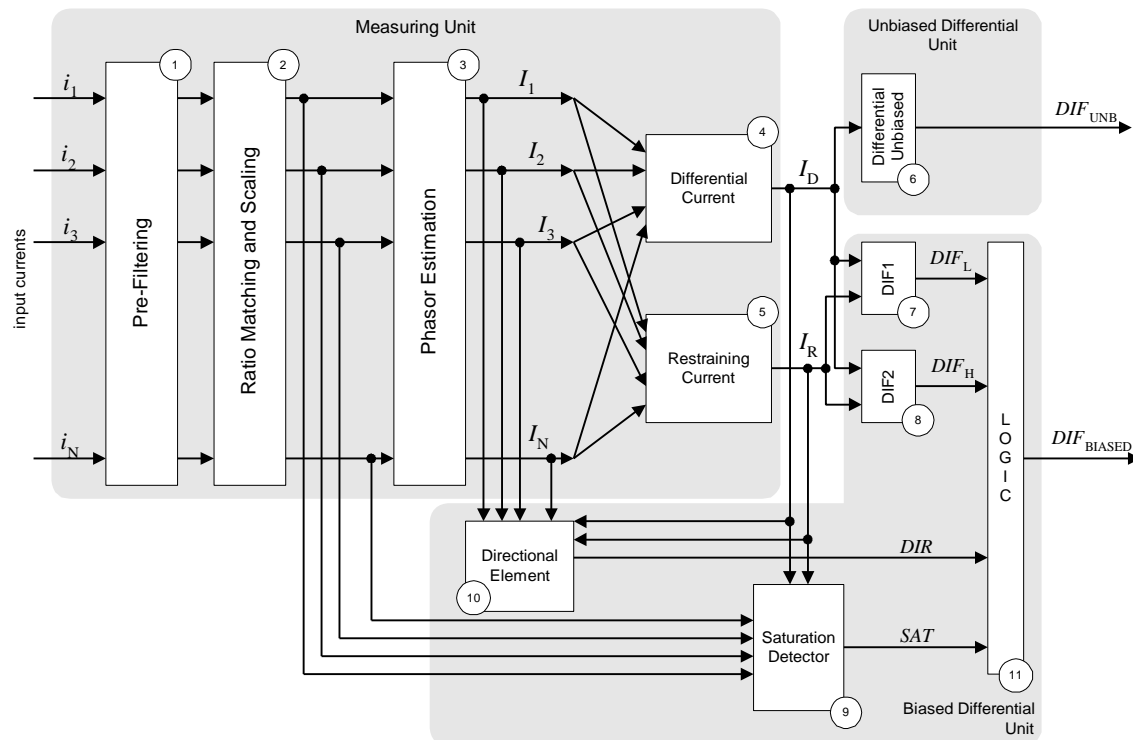 Measuring Unit
Unbiased Differential
Unit
1
2
3
i1
I1
i2
I2
i3
I3
iN
IN
input currents
Pre-Filtering
Ratio Matching and Scaling
Phasor Estimation
4
Differential
Current
5
Restraining
Current
ID
IR
Differential
Unbiased
6
DIFUNB
DIF1
7
DIFL
DIF2
8
DIFH
LOGIC
DIFBIASED
Directional
Element
10
DIR
Saturation
Detector
9
SAT
11
Biased Differential
Unit